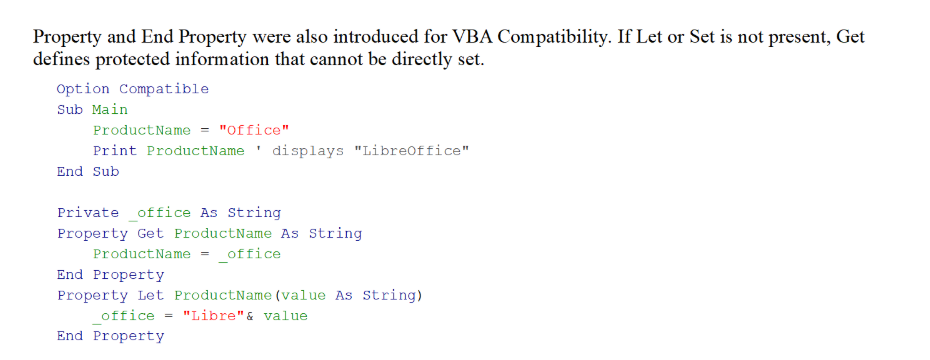 Property and End Property were also introduced for VBA Compatibility. If Let or Set is not present, Get
defines protected information that cannot be directly set.
Option Compatible
Sub Main
    ProductName = "Office"
    Print ProductName ' displays "LibreOffice"
End Sub

Private _office As String
Property Get ProductName As String
    ProductName = _office
End Property
Property Let ProductName(value As String)
    _office = "Libre"& value
End Property